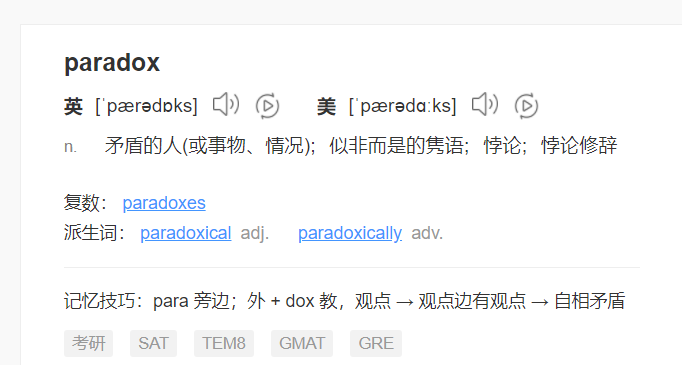 paradox
英 [ˈpærədɒks] 美 [ˈpærədɑːks]
n. 矛盾的人(或事物、情况)；似非而是的隽语；悖论；悖论修辞
复数： paradoxes
派生词： paradoxical adj. paradoxically adv.
记忆技巧：para 旁边；外 + dox 教，观点 → 观点边有观点 → 自相矛盾
考研 SAT TEM8 GMAT GRE